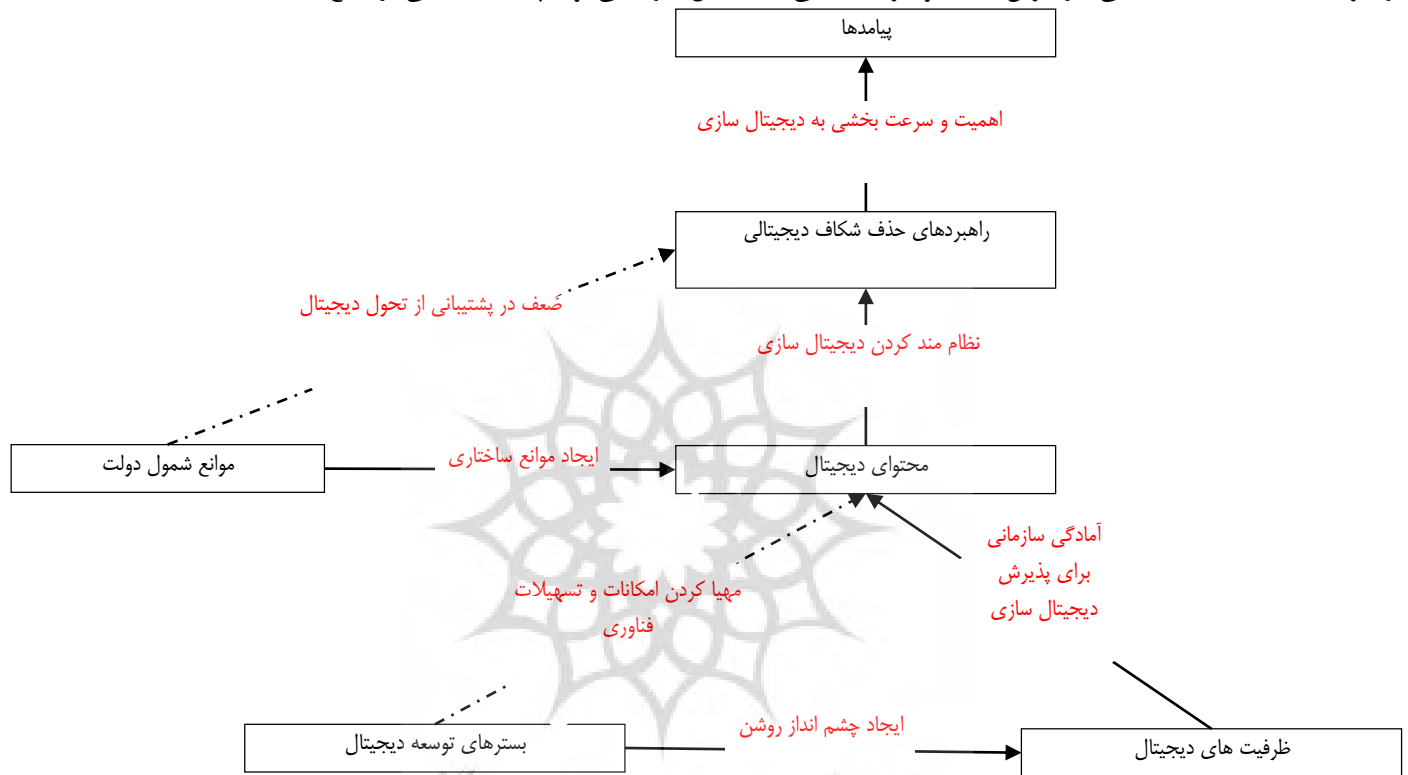 پیامدها
اهمیت و سرعت بخشی به دیجیتال سازی
راهبردهای حذف شکاف دیجیتالی
ضعف در پشتیبانی از تحول دیجیتال
نظام مند کردن دیجیتال سازی
موانع شمول دولت
ایجاد موانع ساختاری
محتوای دیجیتال
آمادگی سازمانی
برای پذیرش
دیجیتال سازی
مهیا کردن امکانات و تسهیلات
فناوری
ایجاد چشم انداز روشن
بسترهای توسعه دیجیتال
ظرفیت های دیجیتال